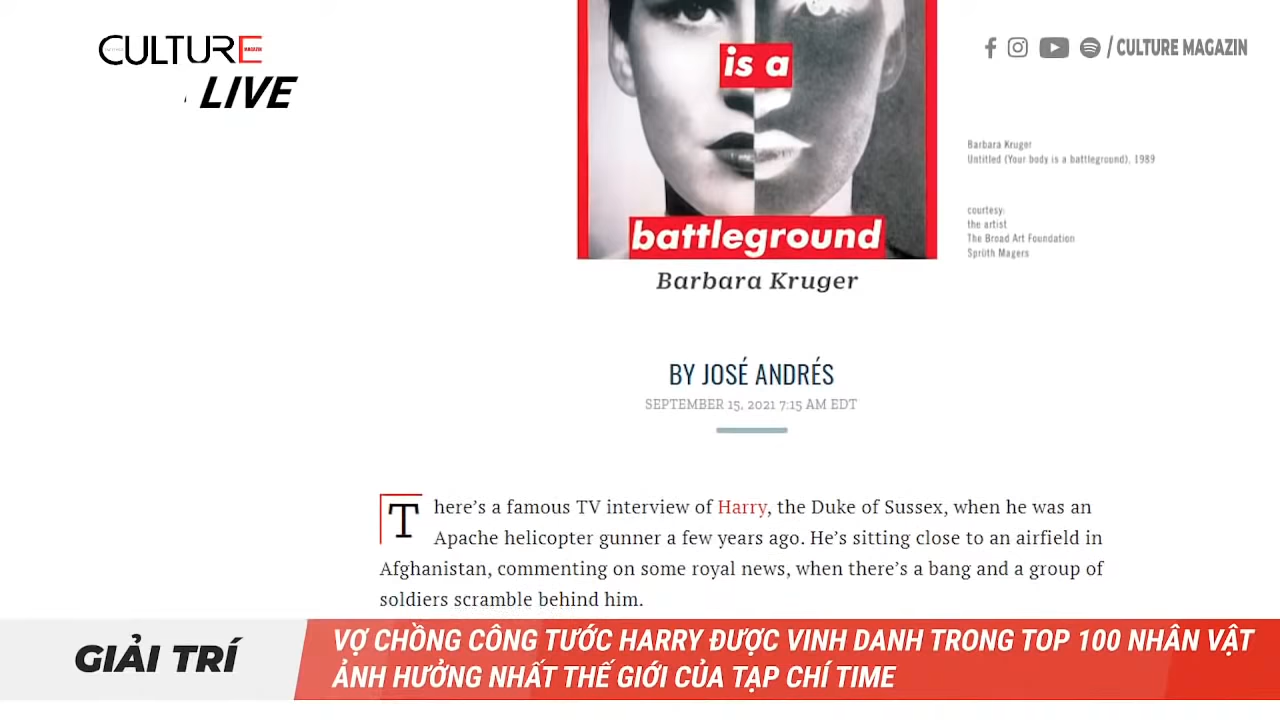 CULTURE
MAGAZIN
LIVE
/ CULTURE MAGAZIN
is a
battleground
Barbara Kruger
Untitled (Your body is a battleground), 1989
courtesy:
the artist
The Broad Art Foundation
Sprüth Magers
Barbara Kruger
BY JOSÉ ANDRÉS
SEPTEMBER 15, 2021 7:15 AM EDT
There's a famous TV interview of Harry, the Duke of Sussex, when he was an
Apache helicopter gunner a few years ago. He's sitting close to an airfield in
Afghanistan, commenting on some royal news, when there's a bang and a group of
soldiers scramble behind him.
GIẢI TRÍ
VỢ CHỒNG CÔNG TƯỚC HARRY ĐƯỢC VINH DANH TRONG TOP 100 NHÂN VẬT
ẢNH HƯỞNG NHẤT THẾ GIỚI CỦA TẠP CHÍ TIME